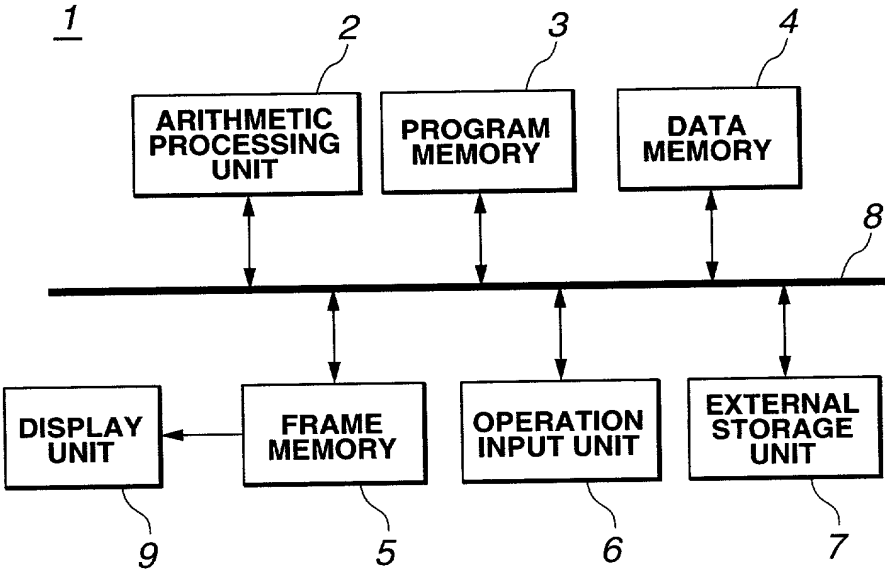 1
2
3
4
ARITHMETIC
PROCESSING
UNIT
PROGRAM
MEMORY
DATA
MEMORY
8
DISPLAY
UNIT
FRAME
MEMORY
OPERATION
INPUT UNIT
EXTERNAL
STORAGE
UNIT
9
5
6
7